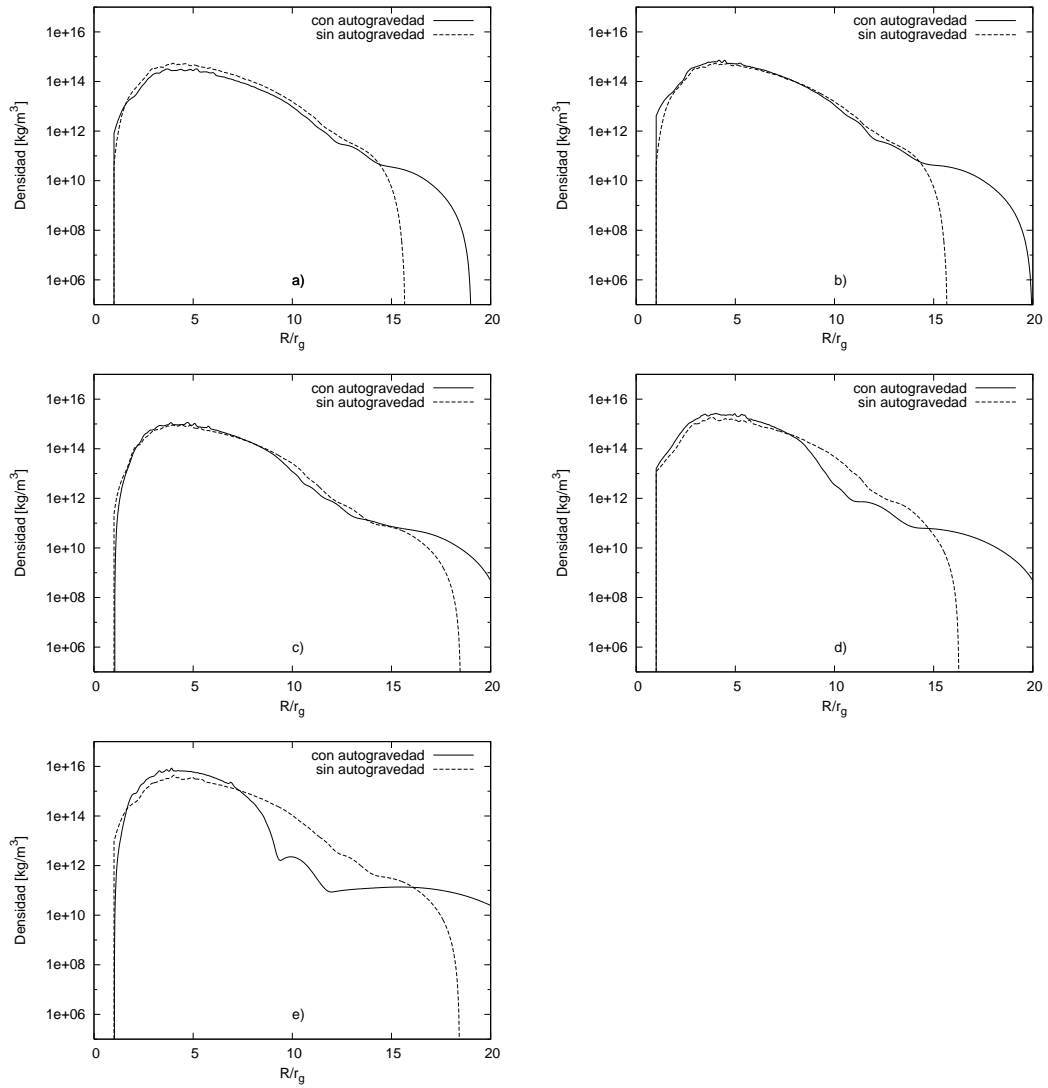 con autogravedad
sin autogravedad
1e+16
1e+14
1e+12
1e+10
1e+08
1e+06
Densidad [kg/m³]
a)
0 5 10 15 20
R/r_g
con autogravedad
sin autogravedad
1e+16
1e+14
1e+12
1e+10
1e+08
1e+06
Densidad [kg/m³]
b)
0 5 10 15 20
R/r_g
con autogravedad
sin autogravedad
1e+16
1e+14
1e+12
1e+10
1e+08
1e+06
Densidad [kg/m³]
c)
0 5 10 15 20
R/r_g
con autogravedad
sin autogravedad
1e+16
1e+14
1e+12
1e+10
1e+08
1e+06
Densidad [kg/m³]
d)
0 5 10 15 20
R/r_g
con autogravedad
sin autogravedad
1e+16
1e+14
1e+12
1e+10
1e+08
1e+06
Densidad [kg/m³]
e)
0 5 10 15 20
R/r_g